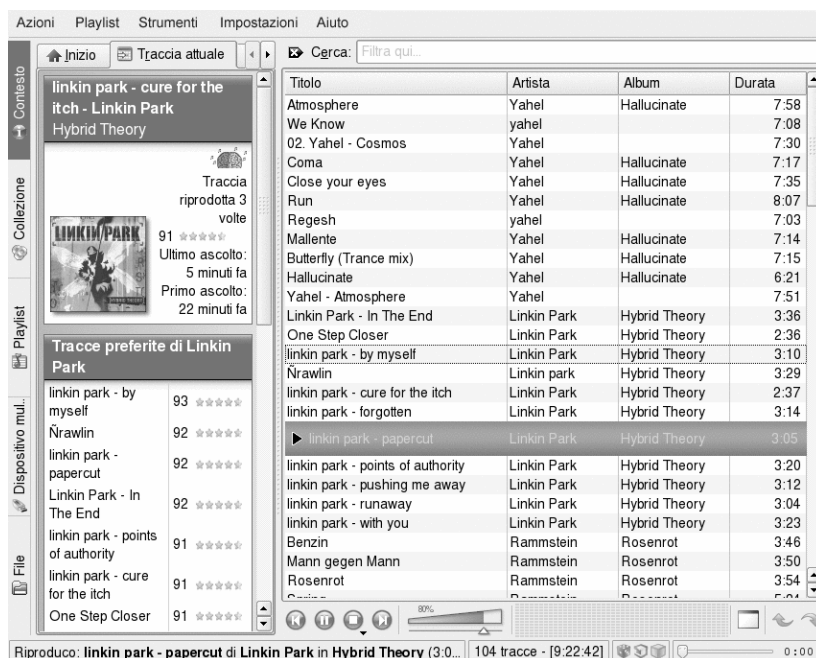 Azioni Playlist Strumenti Impostazioni Aiuto
Contesto
Collezione
Playlist
Dispositivo mul..
File
Inizio Traccia attuale
linkin park - cure for the
itch - Linkin Park
Hybrid Theory
Traccia
riprodotta 3
volte
91
Ultimo ascolto:
5 minuti fa
Primo ascolto:
22 minuti fa
LINKIN PARK
Tracce preferite di Linkin
Park
linkin park - by
myself 93
Ñrawlin 92
linkin park -
papercut 92
Linkin Park - In
The End 92
linkin park - points
of authority 91
linkin park - cure
for the itch 91
One Step Closer 91
Cerca: Filtra qui...
Titolo Artista Album Durata
Atmosphere Yahel Hallucinate 7:58
We Know yahel 7:08
02. Yahel - Cosmos Yahel 7:30
Coma Yahel Hallucinate 7:17
Close your eyes Yahel Hallucinate 7:35
Run Yahel Hallucinate 8:07
Regesh yahel 7:03
Mallente Yahel Hallucinate 7:14
Butterfly (Trance mix) Yahel Hallucinate 7:15
Hallucinate Yahel Hallucinate 6:21
Yahel - Atmosphere Yahel 7:51
Linkin Park - In The End Linkin Park Hybrid Theory 3:36
One Step Closer Linkin Park Hybrid Theory 2:36
linkin park - by myself Linkin Park Hybrid Theory 3:10
Ñrawlin Linkin park Hybrid Theory 3:29
linkin park - cure for the itch Linkin Park Hybrid Theory 2:37
linkin park - forgotten Linkin Park Hybrid Theory 3:14
linkin park - papercut Linkin Park Hybrid Theory 3:05
linkin park - points of authority Linkin Park Hybrid Theory 3:20
linkin park - pushing me away Linkin Park Hybrid Theory 3:12
linkin park - runaway Linkin Park Hybrid Theory 3:04
linkin park - with you Linkin Park Hybrid Theory 3:23
Benzin Rammstein Rosenrot 3:46
Mann gegen Mann Rammstein Rosenrot 3:50
Rosenrot Rammstein Rosenrot 3:54
80%
Riproduco: linkin park - papercut di Linkin Park in Hybrid Theory (3:0... 104 tracce - [9:22:42] 0:00